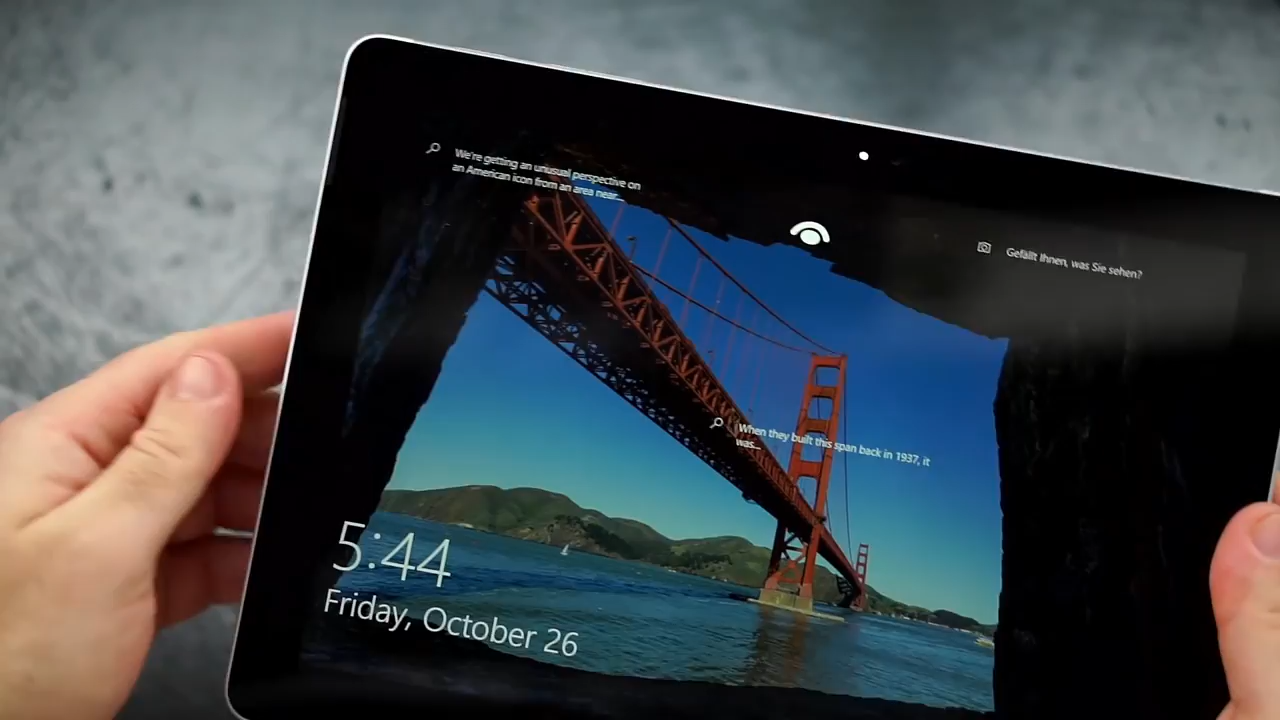 We're getting an unusual perspective on
an American icon from an area near...
Gefällt Ihnen, was Sie sehen?
When they built this span back in 1937, it
was...
5:44
Friday, October 26